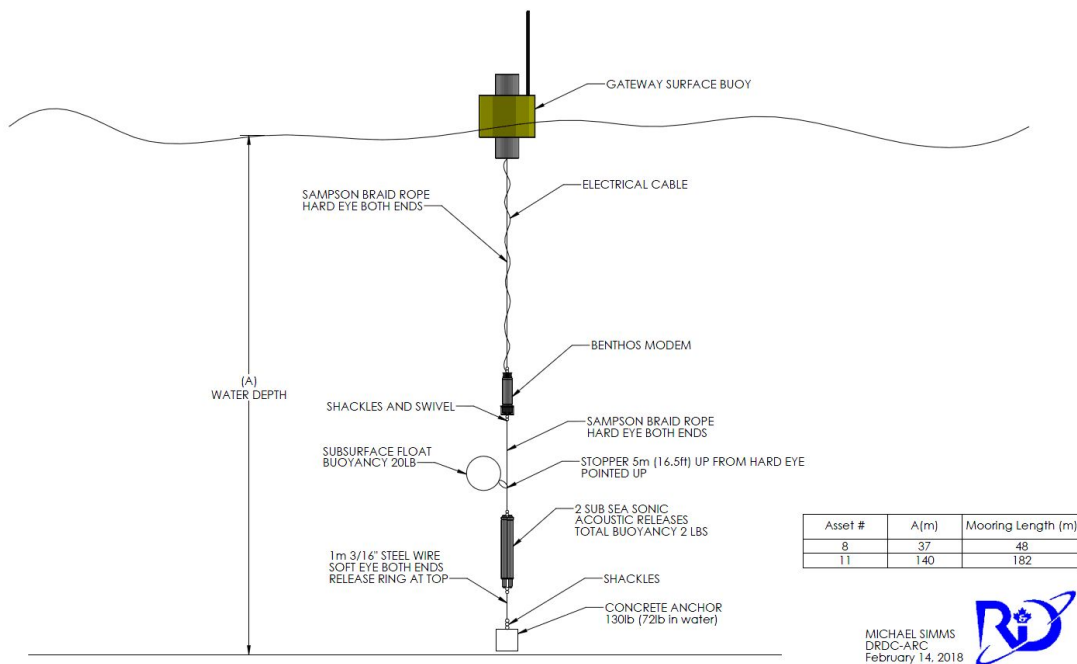 GATEWAY SURFACE BUOY
ELECTRICAL CABLE
SAMPSON BRAID ROPE
HARD EYE BOTH ENDS
BENTHOS MODEM
(A)
WATER DEPTH
SHACKLES AND SWIVEL
SAMPSON BRAID ROPE
HARD EYE BOTH ENDS
SUBSURFACE FLOAT
BUOYANCY 20LB
STOPPER 5m (16.5ft) UP FROM HARD EYE
POINTED UP
2 SUB SEA SONIC
ACOUSTIC RELEASES
TOTAL BUOYANCY 2 LBS
1m 3/16" STEEL WIRE
SOFT EYE BOTH ENDS
RELEASE RING AT TOP
SHACKLES
CONCRETE ANCHOR
130lb (72lb in water)
Asset # A(m) Mooring Length (m)
8 37 48
11 140 182
MICHAEL SIMMS
DRDC-ARC
February 14, 2018
R&D